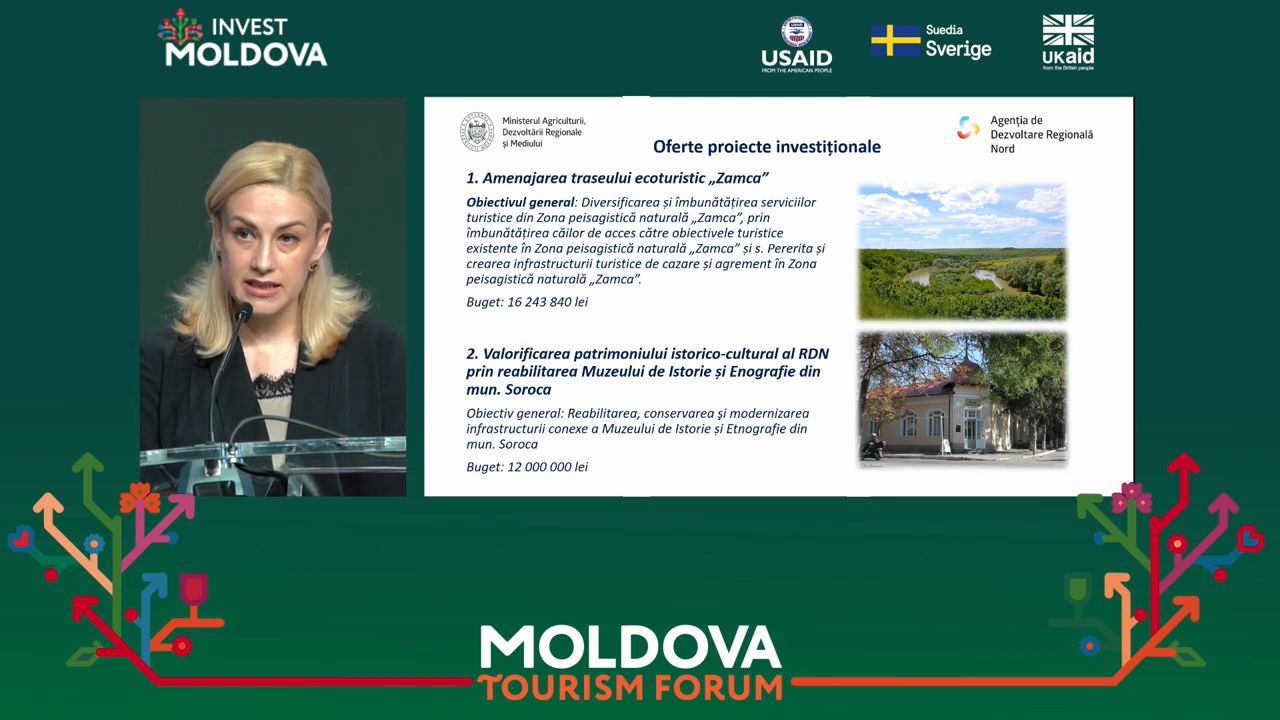 INVEST
MOLDOVA
USAID
USAID
FROM THE AMERICAN PEOPLE
Suedia
Sverige
UKaid
from the British people
Ministerul Agriculturii,
Dezvoltării Regionale
și Mediului
Oferte proiecte investiționale
Agenția de
Dezvoltare Regională
Nord
1. Amenajarea traseului ecoturistic „Zamca”
Obiectivul general: Diversificarea și îmbunătățirea serviciilor
turistice din Zona peisagistică naturală „Zamca”, prin
îmbunătățirea căilor de acces către obiectivele turistice
existente în Zona peisagistică naturală „Zamca” și s. Pererita și
crearea infrastructurii turistice de cazare și agrement în Zona
peisagistică naturală „Zamca”.
Buget: 16 243 840 lei
2. Valorificarea patrimoniului istorico-cultural al RDN
prin reabilitarea Muzeului de Istorie și Enografie din
mun. Soroca
Obiectiv general: Reabilitarea, conservarea şi modernizarea
infrastructurii conexe a Muzeului de Istorie și Etnografie din
mun. Soroca
Buget: 12 000 000 lei
MOLDOVA
TOURISM FORUM